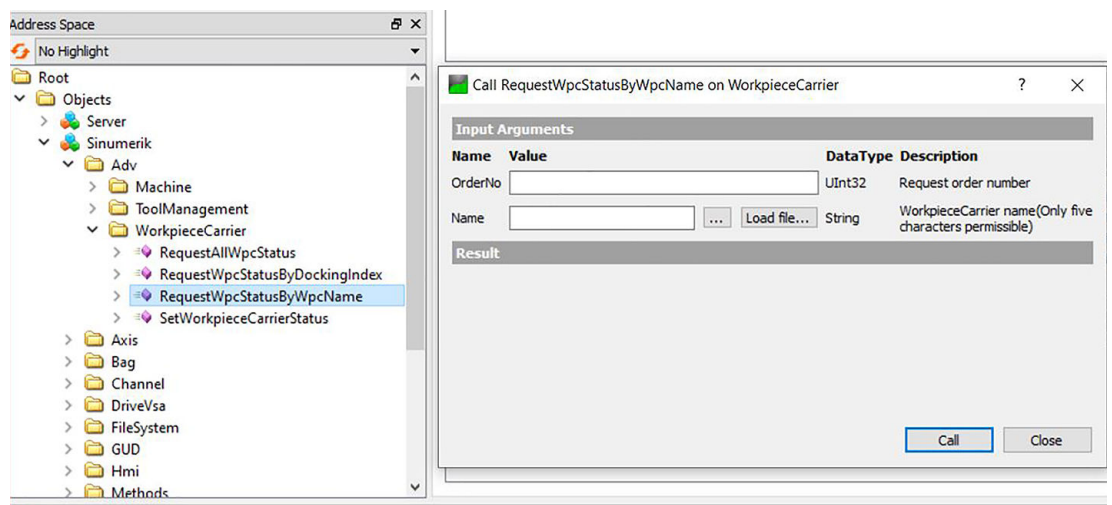 Address Space
No Highlight
Root
Objects
Server
Sinumerik
Adv
Machine
ToolManagement
WorkpieceCarrier
RequestAllWpcStatus
RequestWpcStatusByDockingIndex
RequestWpcStatusByWpcName
SetWorkpieceCarrierStatus
Axis
Bag
Channel
DriveVsa
FileSystem
GUD
Hmi
Methods
Call RequestWpcStatusByWpcName on WorkpieceCarrier ?
Input Arguments
Name Value DataType Description
OrderNo UInt32 Request order number
Name ... Load file... String WorkpieceCarrier name(Only five
characters permissible)
Result
Call Close